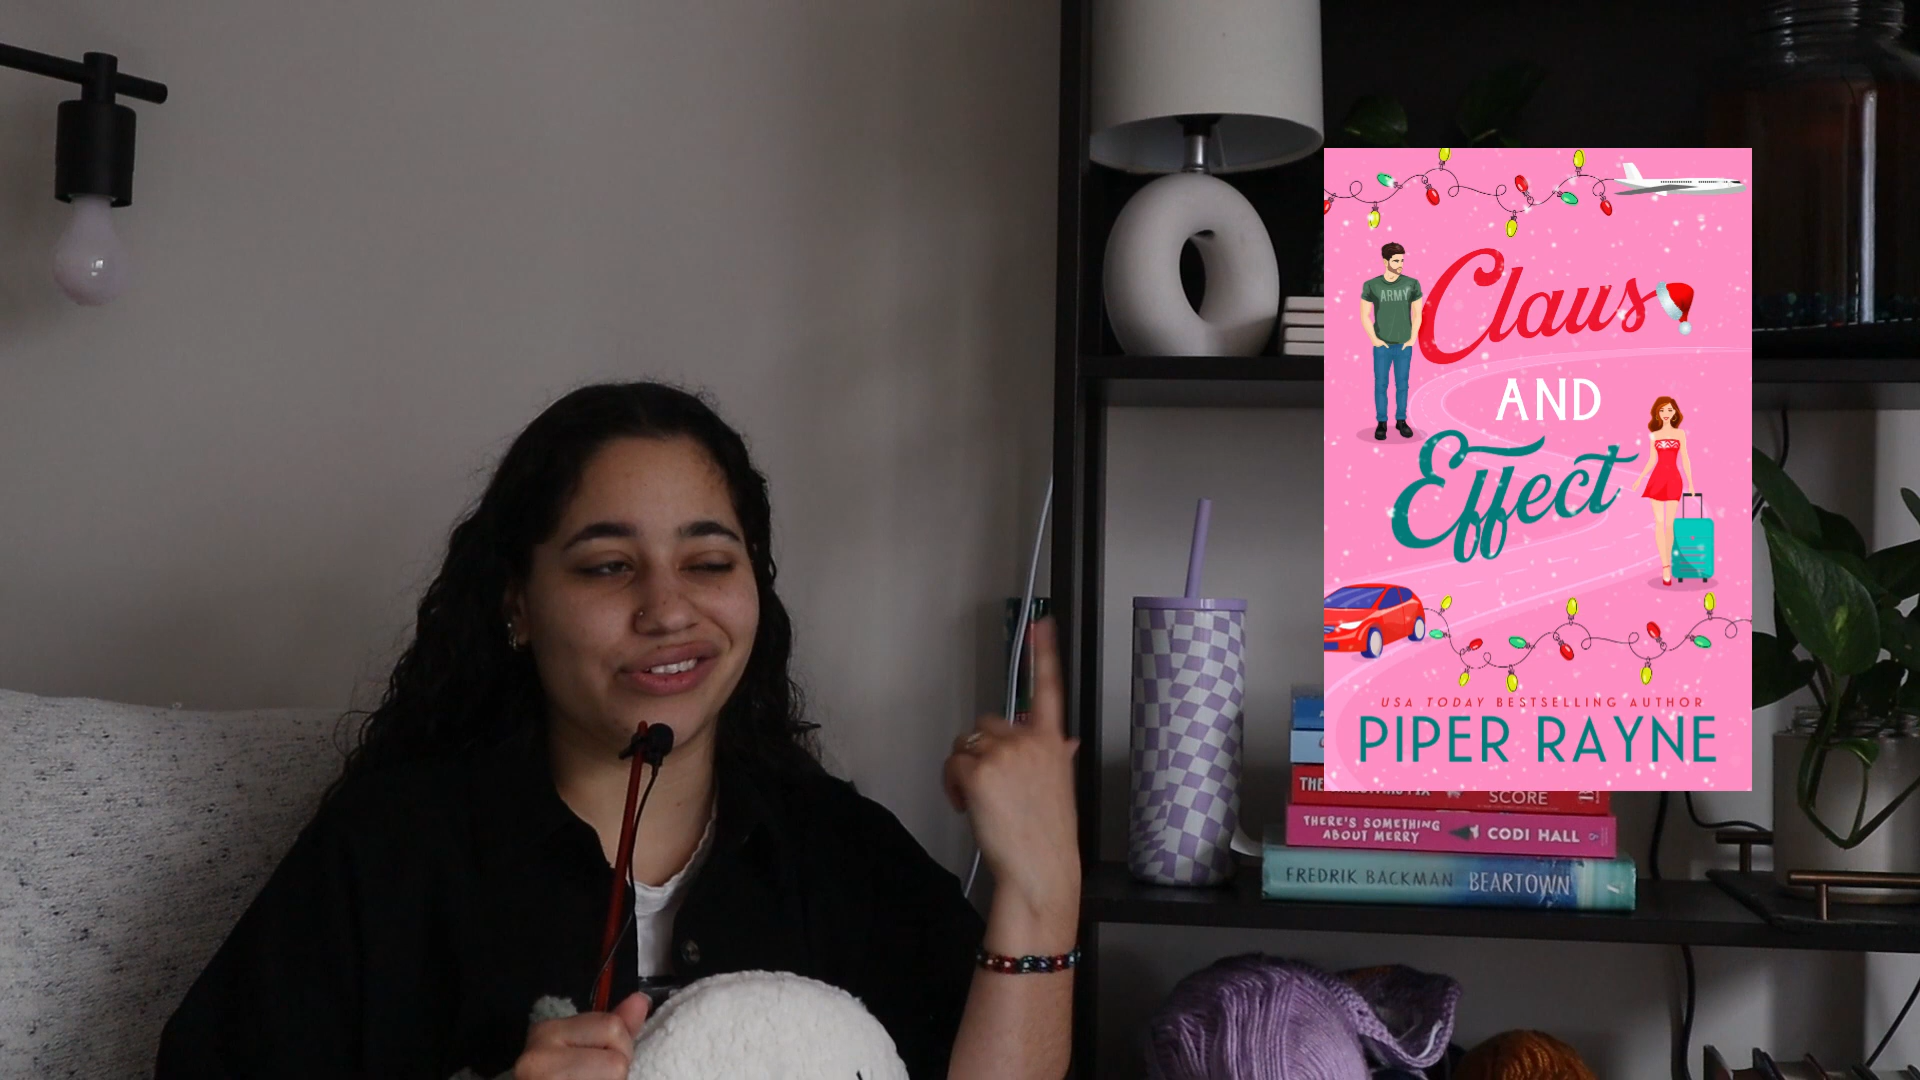 ARMY
Claus
AND
Effect
USA TODAY BESTSELLING AUTHOR
PIPER RAYNE
SCORE
THERE'S SOMETHING
ABOUT MERRY
CODI HALL
FREDRIK BACKMAN BEARTOWN